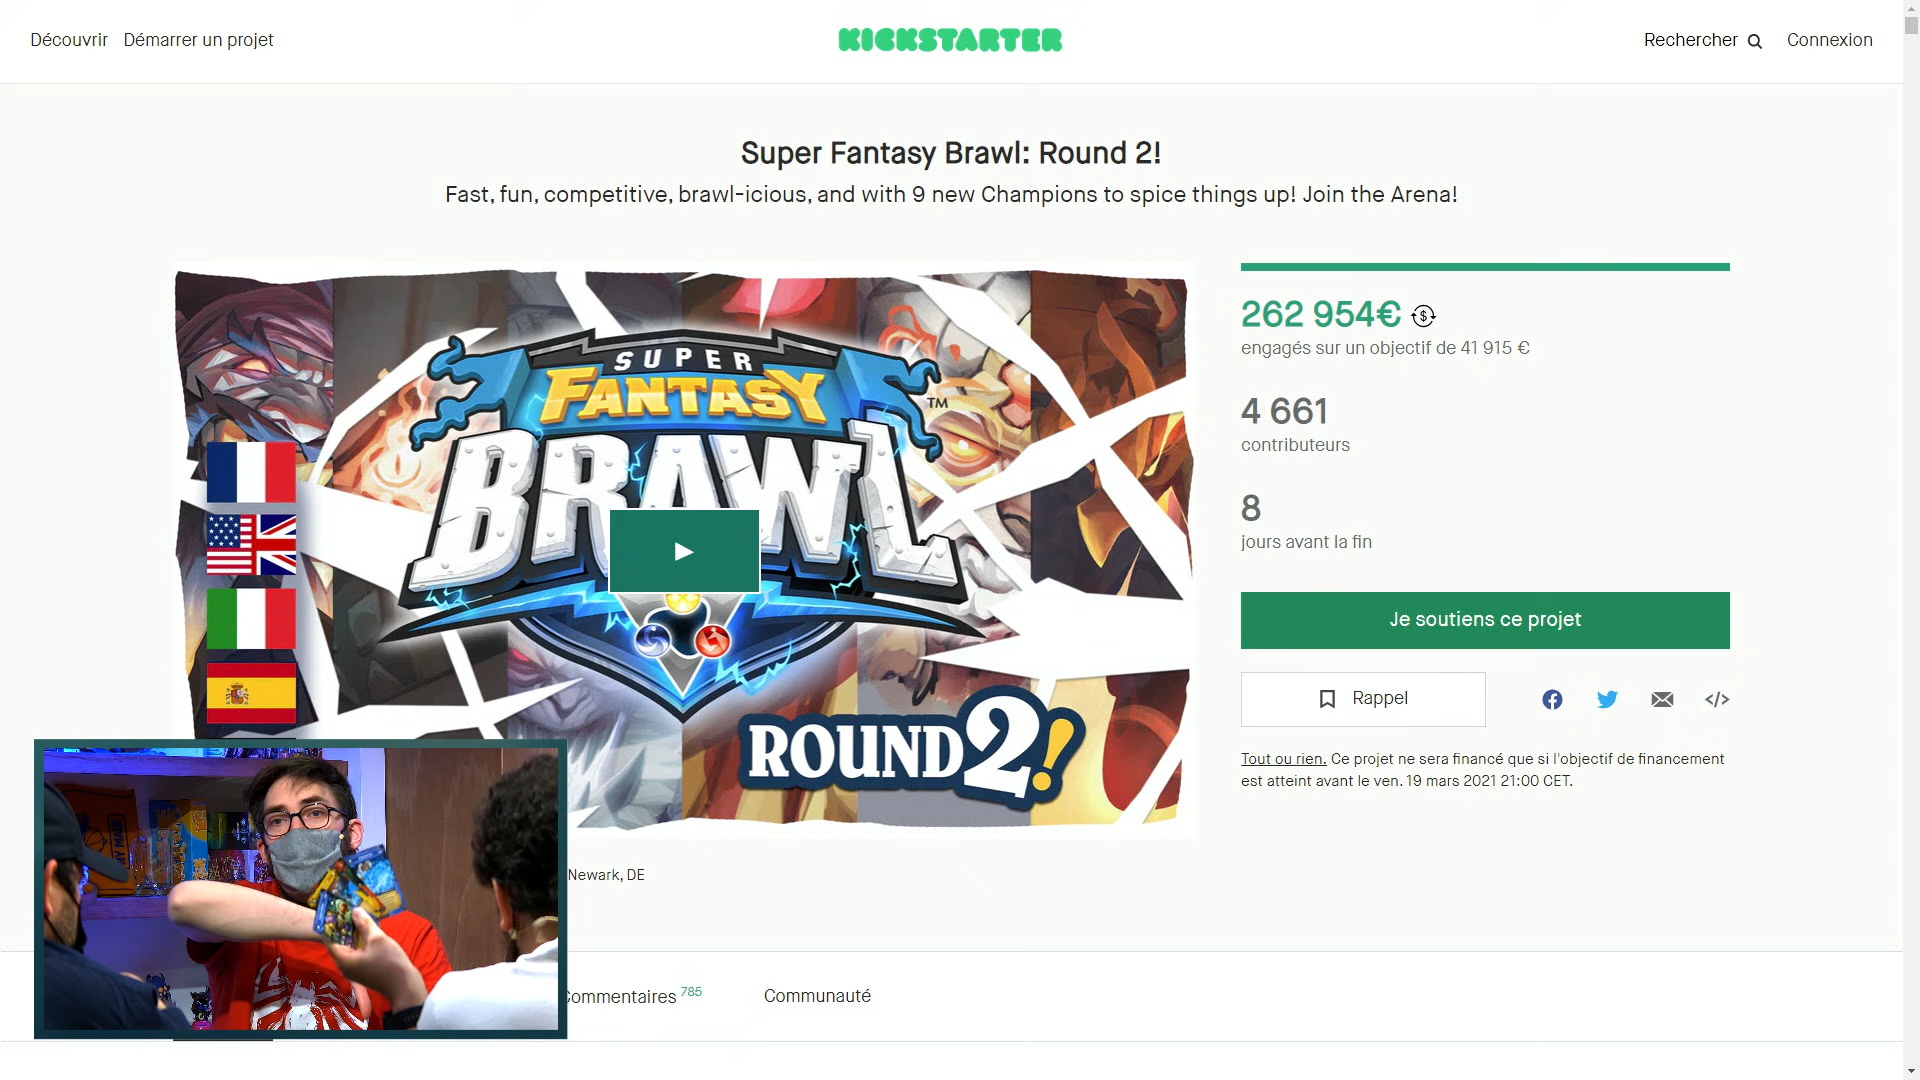 Découvrir Démarrer un projet KICKSTARTER Rechercher Connexion
Super Fantasy Brawl: Round 2!
Fast, fun, competitive, brawl-icious, and with 9 new Champions to spice things up! Join the Arena!
SUPER
FANTASY
BRAWL
TM
ROUND 2!
262 954€
engagés sur un objectif de 41 915 €
4 661
contributeurs
8
jours avant la fin
Je soutiens ce projet
Rappel
Tout ou rien. Ce projet ne sera financé que si l'objectif de financement
est atteint avant le ven. 19 mars 2021 21:00 CET.
Newark, DE
Commentaires 785 Communauté